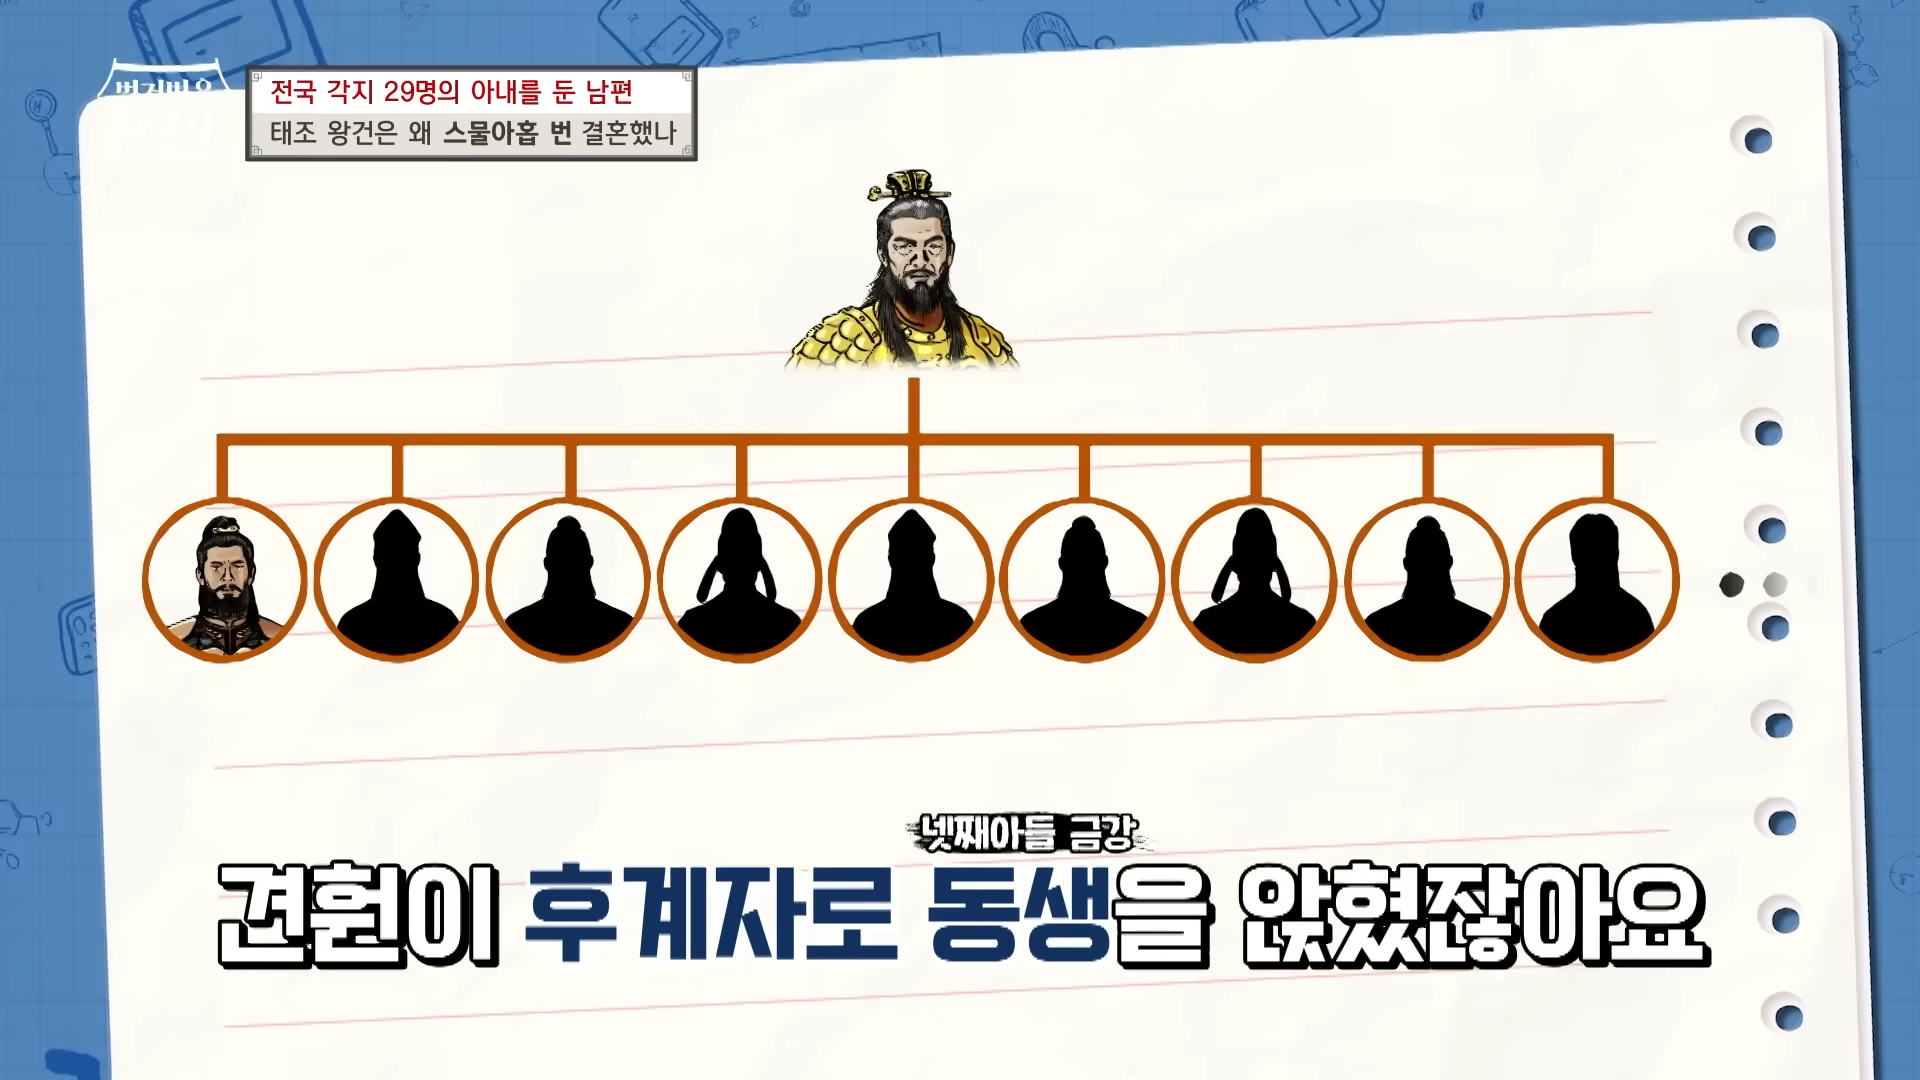 전국 각지 29명의 아내를 둔 남편
태조 왕건은 왜 스물아홉 번 결혼했나
넷째아들 금강
견훤이 후계자로 동생을 앉혔잖아요